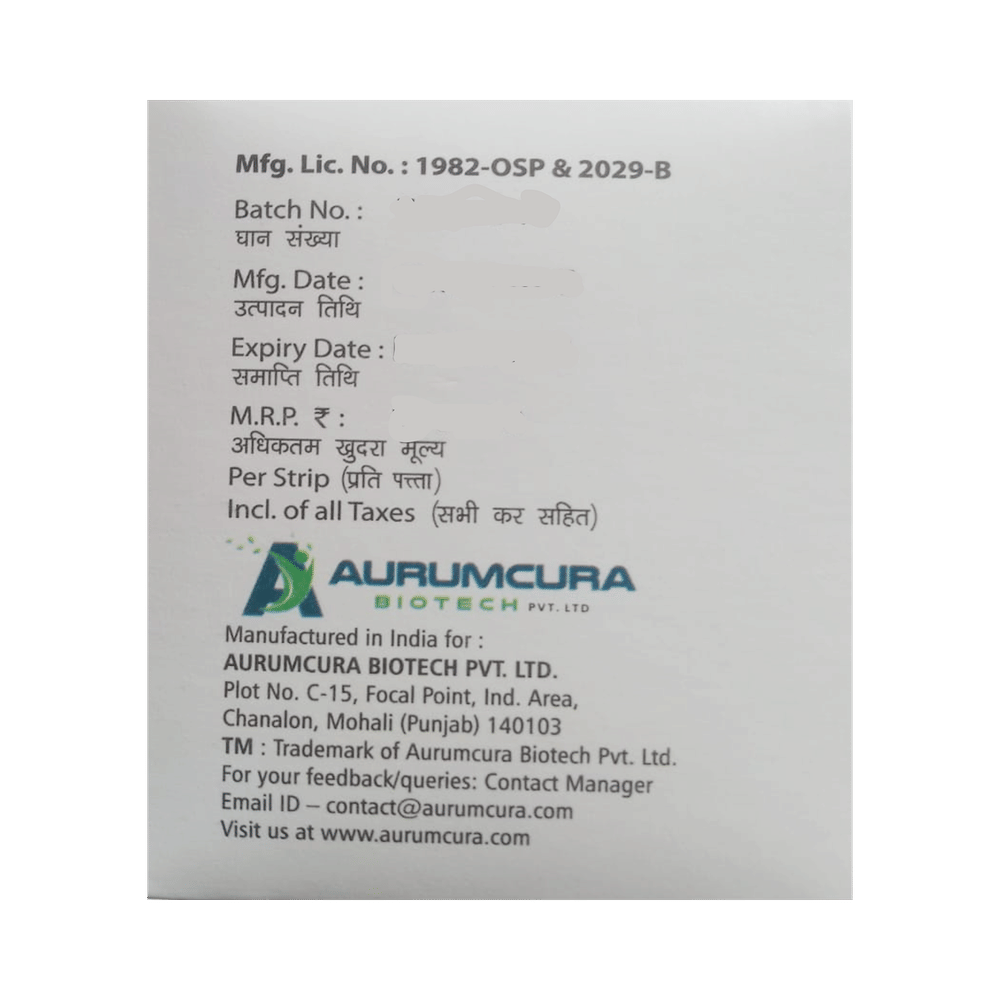 Mfg. Lic. No. : 1982-OSP & 2029-B
Batch No. :
घान संख्या
Mfg. Date :
उत्पादन तिथि
Expiry Date :
समाप्ति तिथि
M.R.P. ₹ :
अधिकतम खुदरा मूल्य
Per Strip (प्रति पत्त्ता)
Incl. of all Taxes (सभी कर सहित)
AURUMCURA
BIOTECH PVT. LTD
Manufactured in India for :
AURUMCURA BIOTECH PVT. LTD.
Plot No. C-15, Focal Point, Ind. Area,
Chanalon, Mohali (Punjab) 140103
TM : Trademark of Aurumcura Biotech Pvt. Ltd.
For your feedback/queries: Contact Manager
Email ID – contact@aurumcura.com
Visit us at www.aurumcura.com